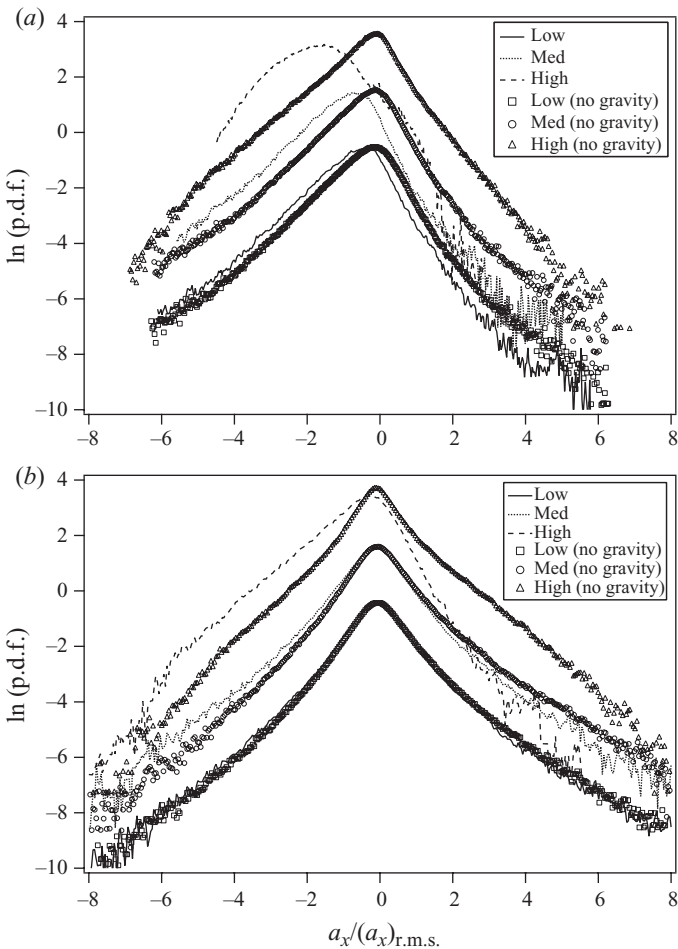 (a)
4
2
0
–2
–4
–6
–8
–10
ln (p.d.f.)
Low
Med
High
Low (no gravity)
Med (no gravity)
High (no gravity)
–8 –6 –4 –2 0 2 4 6 8
(b)
4
2
0
–2
–4
–6
–8
–10
ln (p.d.f.)
Low
Med
High
Low (no gravity)
Med (no gravity)
High (no gravity)
–8 –6 –4 –2 0 2 4 6 8
a_x/(a_x)_r.m.s.